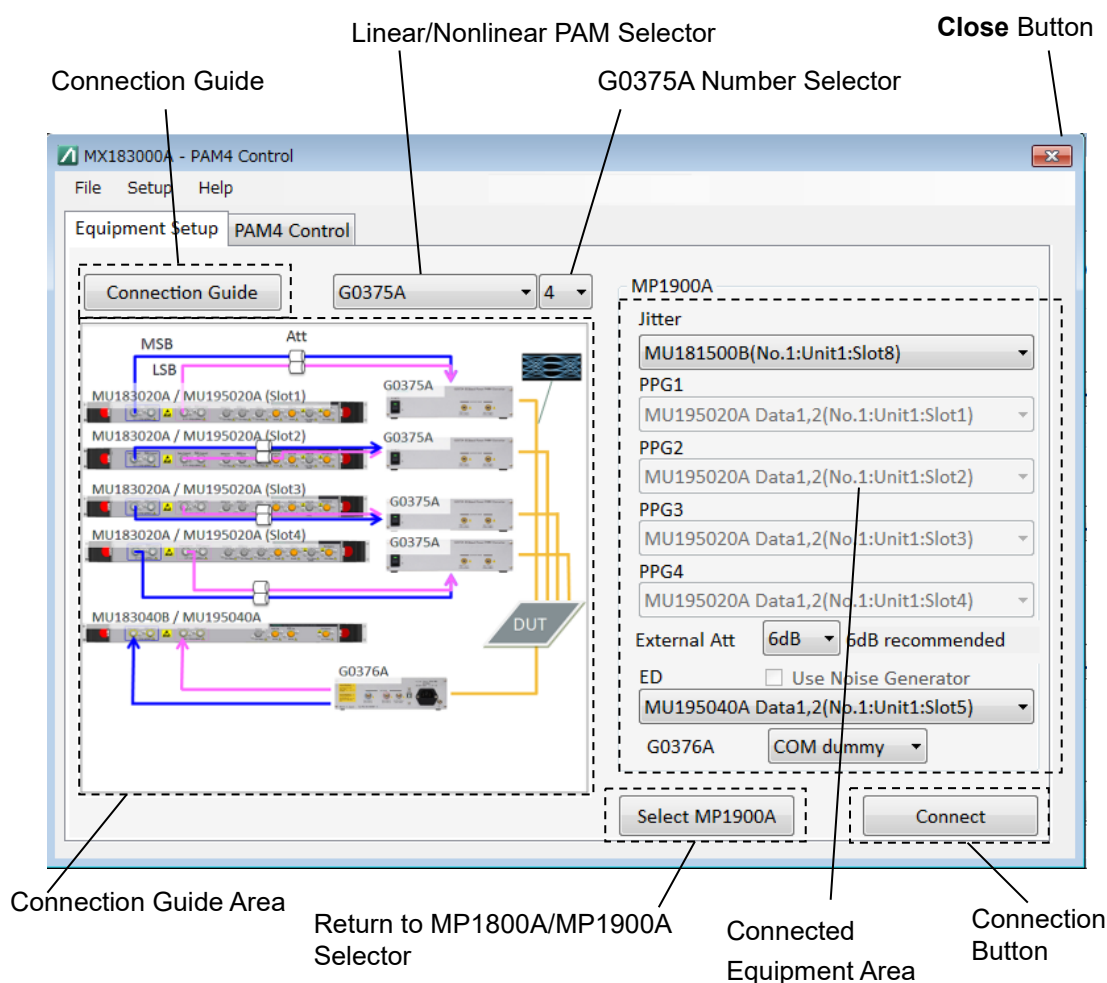 Linear/Nonlinear PAM Selector
Close Button
Connection Guide
G0375A Number Selector
MX183000A - PAM4 Control
File Setup Help
Equipment Setup PAM4 Control
Connection Guide
G0375A 4
MP1900A
Jitter
MU181500B(No.1:Unit1:Slot8)
PPG1
MU195020A Data1,2(No.1:Unit1:Slot1)
PPG2
MU195020A Data1,2(No.1:Unit1:Slot2)
PPG3
MU195020A Data1,2(No.1:Unit1:Slot3)
PPG4
MU195020A Data1,2(No.1:Unit1:Slot4)
External Att 6dB 6dB recommended
ED Use Noise Generator
MU195040A Data1,2(No.1:Unit1:Slot5)
G0376A COM dummy
MSB
Att
LSB
MU183020A / MU195020A (Slot1)
G0375A
MU183020A / MU195020A (Slot2)
G0375A
MU183020A / MU195020A (Slot3)
G0375A
MU183020A / MU195020A (Slot4)
G0375A
MU183040B / MU195040A
DUT
G0376A
Select MP1900A
Connect
Connection Guide Area
Return to MP1800A/MP1900A
Selector
Connected
Equipment Area
Connection
Button